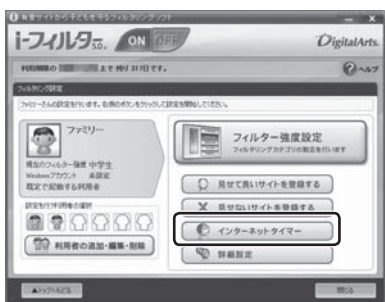 有害サイトから子どもを守るフィルタリングソフト
i-フィルター5.0. ON OFF
DigitalArts.
利用期限の まで 残り 317日です。
ヘルプ
フィルタリング設定
ファミリーさんの設定を行います。右側のボタンをクリックして設定を開始してください。
ファミリー
現在のフィルター強度 中学生
Windowsアカウント 未設定
既定で起動する利用者
設定を行う利用者の選択
利用者の追加・編集・削除
フィルター強度設定
フィルタリングカテゴリの設定を行います
見せて良いサイトを登録する
見せないサイトを登録する
インターネットタイマー
詳細設定
▲トップへもどる
閉じる